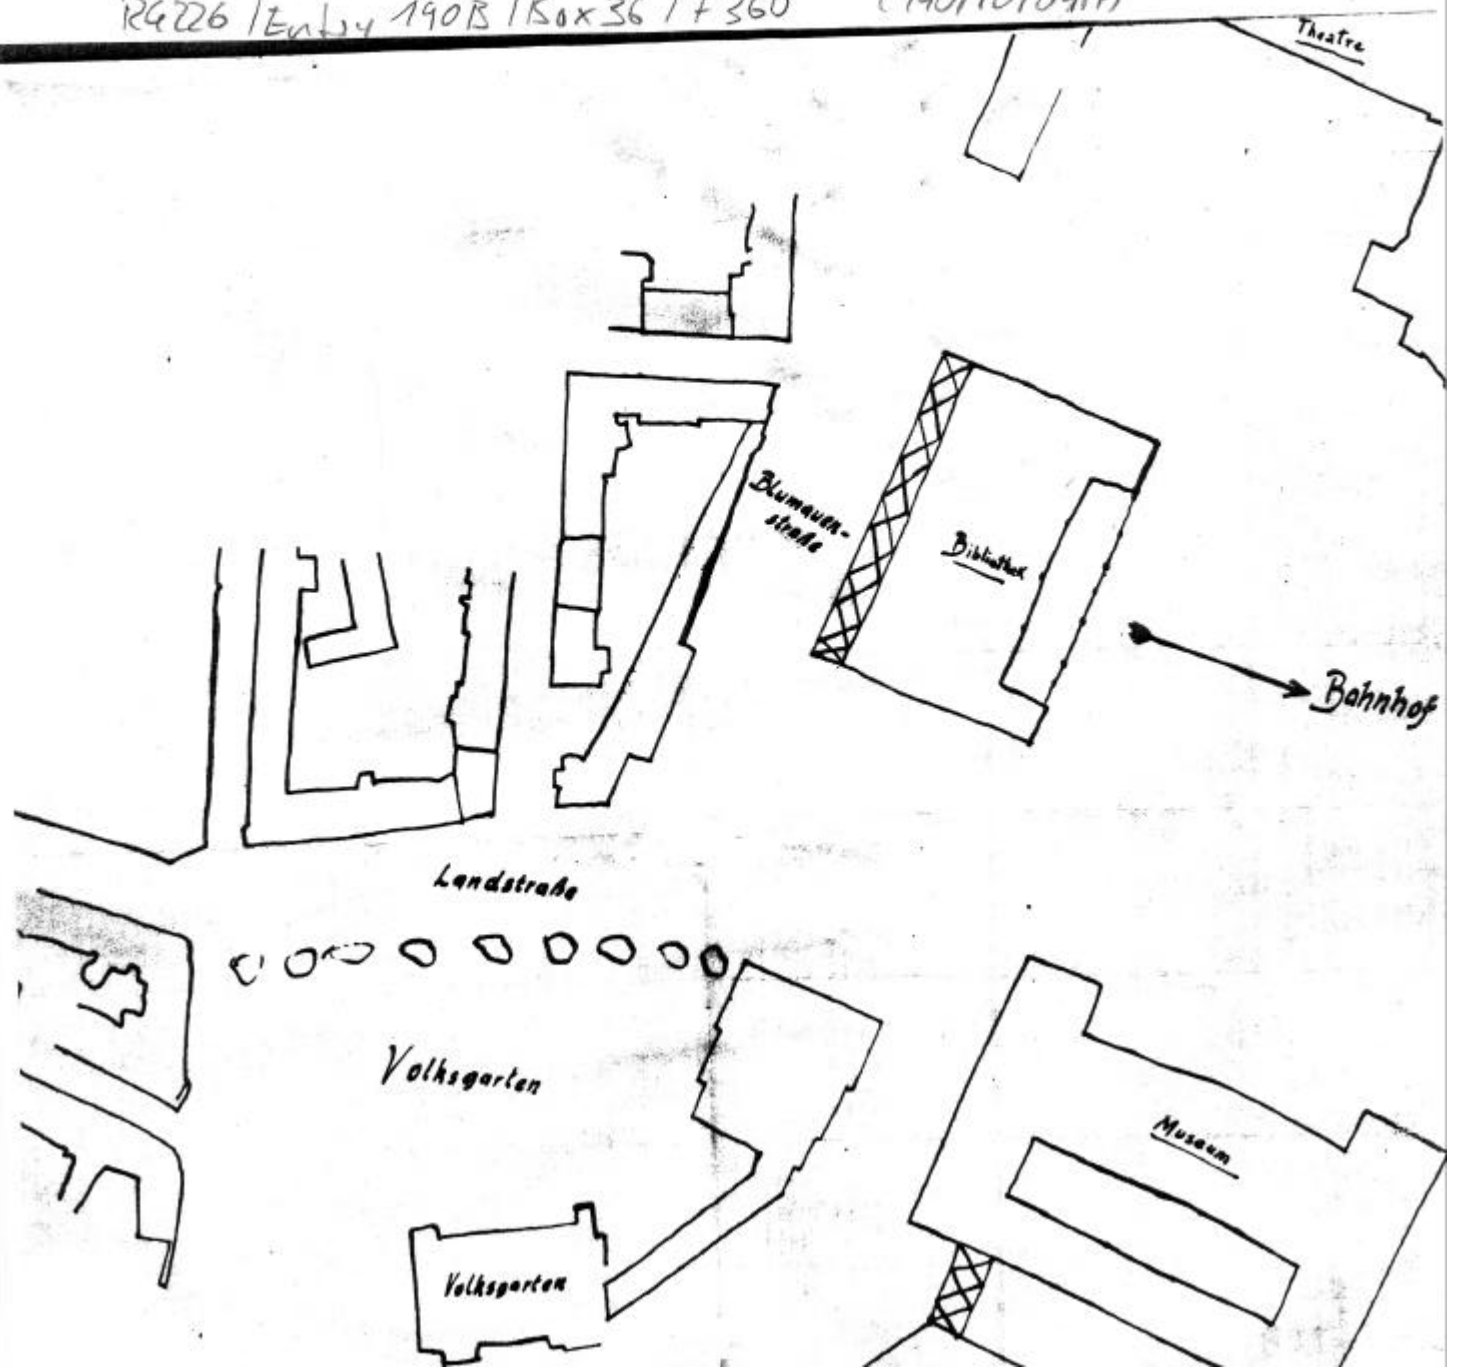 RG226 / Entry 190B / Box 36 / F 360
Theatre
Blumauer-
straße
Bibliothek
Bahnhof
Landstraße
Volksgarten
Museum
Volksgarten